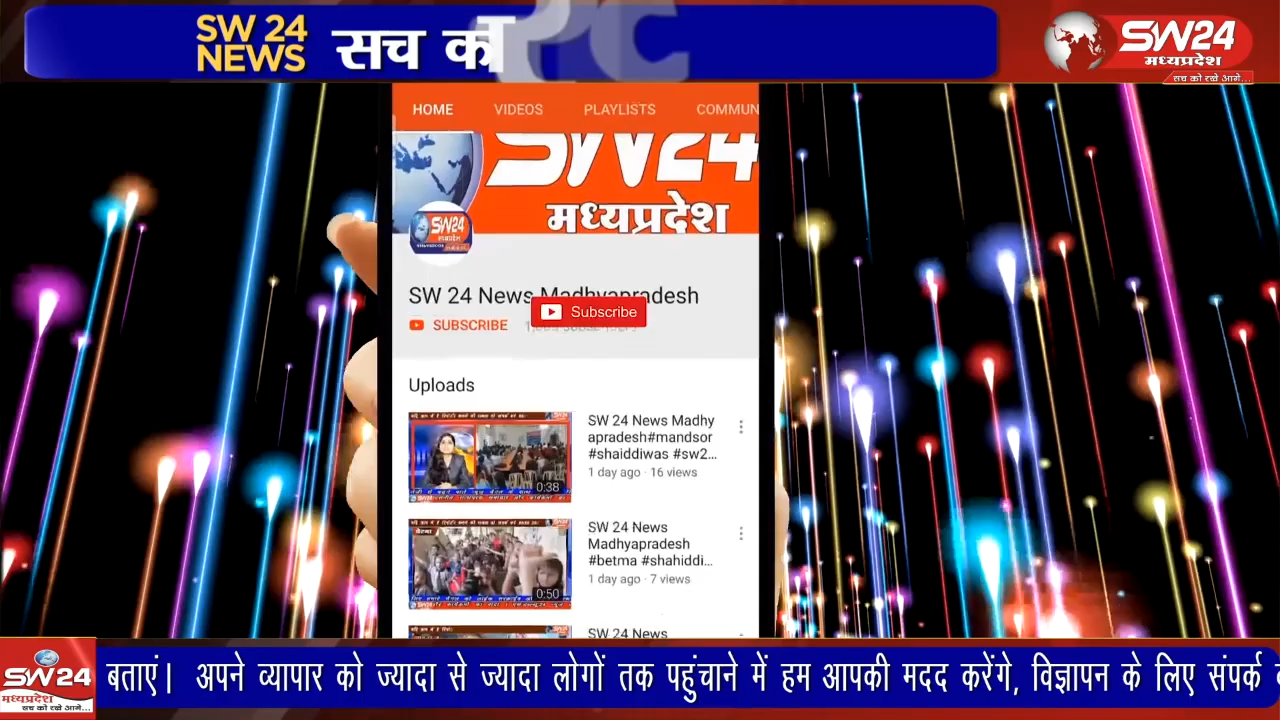 SW 24
NEWS
सच का
SW24
मध्यप्रदेश
सच को रखे आगे...
HOME VIDEOS PLAYLISTS COMMUN
SW24
मध्यप्रदेश
SW24
SW 24 News Madhyapradesh
SUBSCRIBE
Subscribe
Uploads
SW 24 News Madhy
apradesh#mandsor
#shaiddiwas #sw2...
1 day ago · 16 views
0:38
SW 24 News
Madhyapradesh
#betma #shahiddi...
1 day ago · 7 views
बेटमा
0:50
SW 24 News
SW24
मध्यप्रदेश
सच को रखे आगे...
बताएं। अपने व्यापार को ज्यादा से ज्यादा लोगों तक पहुंचाने में हम आपकी मदद करेंगे, विज्ञापन के लिए संपर्क